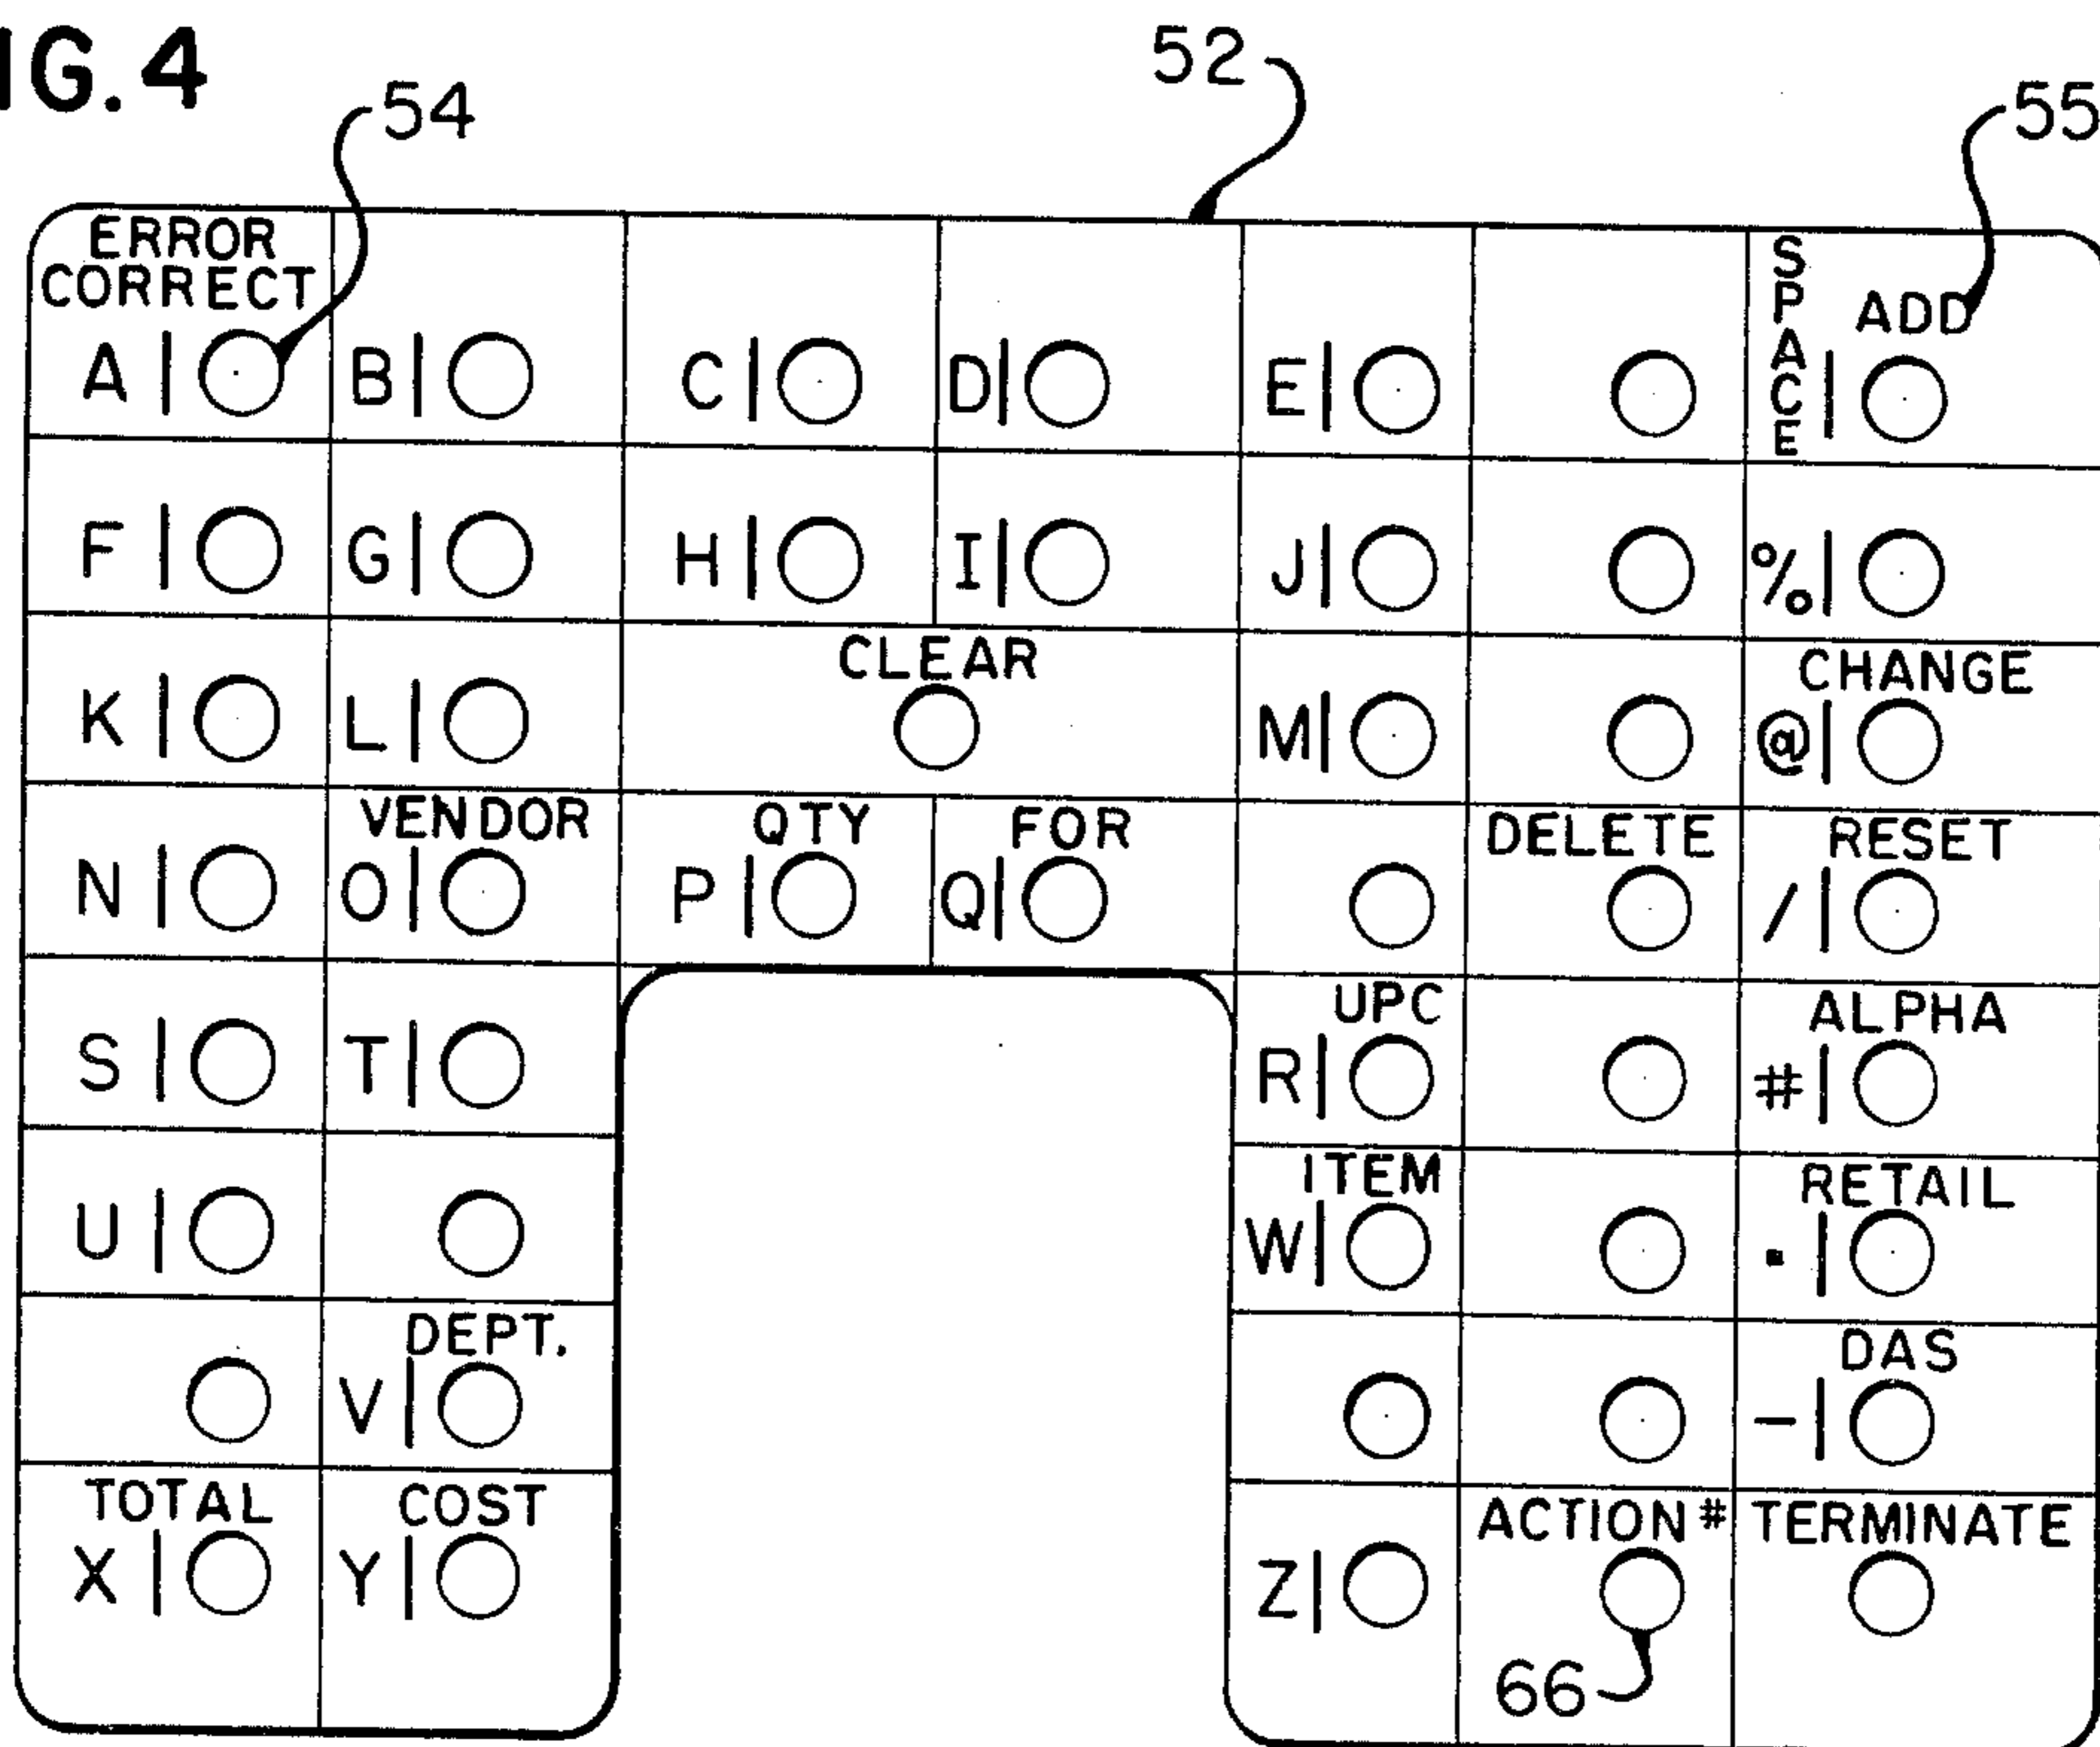 IG. 4
54
52
55
ERROR
CORRECT
A | B | C | D | E | SPACE | ADD
F | G | H | I | J | % |
CLEAR CHANGE
K | L | M | @ |
VENDOR QTY FOR DELETE RESET
N | O | P | Q | / |
UPC ALPHA
S | T | R | # |
ITEM RETAIL
U | W | . |
DEPT. DAS
V | - |
TOTAL COST ACTION # TERMINATE
X | Y | Z |
66